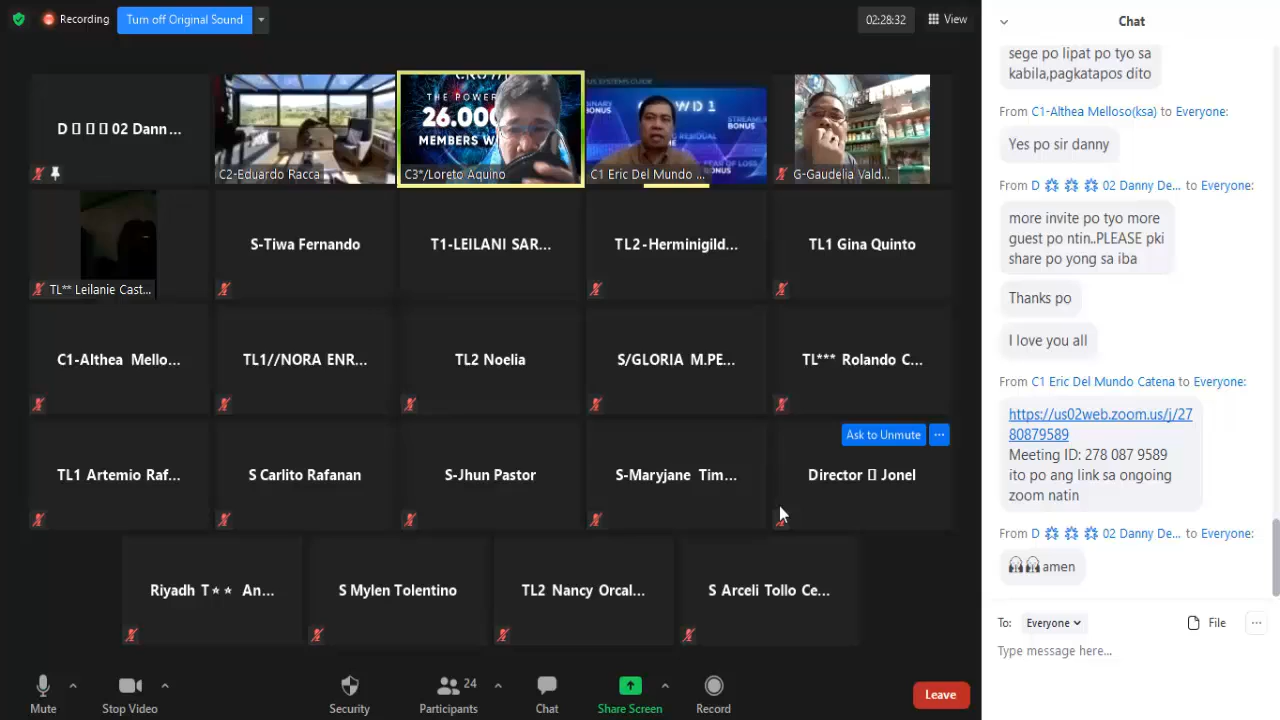 Recording
Turn off Original Sound
02:28:32
View
D 02 Dann...
C2-Eduardo Racca
THE POWER
26.000
MEMBERS W
C3*/Loreto Aquino
BONUS
STREAML
BONUS
RESIDUAL
FEAR OF LOSS
BONUS
C1 Eric Del Mundo ...
G-Gaudelia Vald...
TL** Leilanie Cast...
S-Tiwa Fernando
T1-LEILANI SAR...
TL2-Herminigild...
TL1 Gina Quinto
C1-Althea Mello...
TL1//NORA ENR...
TL2 Noelia
S/GLORIA M.PE...
TL*** Rolando C...
TL1 Artemio Raf...
S Carlito Rafanan
S-Jhun Pastor
S-Maryjane Tim...
Ask to Unmute
Director ▯ Jonel
Riyadh T⋆⋆ An...
S Mylen Tolentino
TL2 Nancy Orcal...
S Arceli Tollo Ce...
Mute
Stop Video
Security
24
Participants
Chat
Share Screen
Record
Leave
Chat
sege po lipat po tyo sa
kabila,pagkatapos dito
From C1-Althea Melloso(ksa) to Everyone:
Yes po sir danny
From D 02 Danny De... to Everyone:
more invite po tyo more
guest po ntin..PLEASE pki
share po yong sa iba
Thanks po
I love you all
From C1 Eric Del Mundo Catena to Everyone:
https://us02web.zoom.us/j/27
80879589
Meeting ID: 278 087 9589
ito po ang link sa ongoing
zoom natin
From D 02 Danny De... to Everyone:
amen
To: Everyone
File
Type message here...